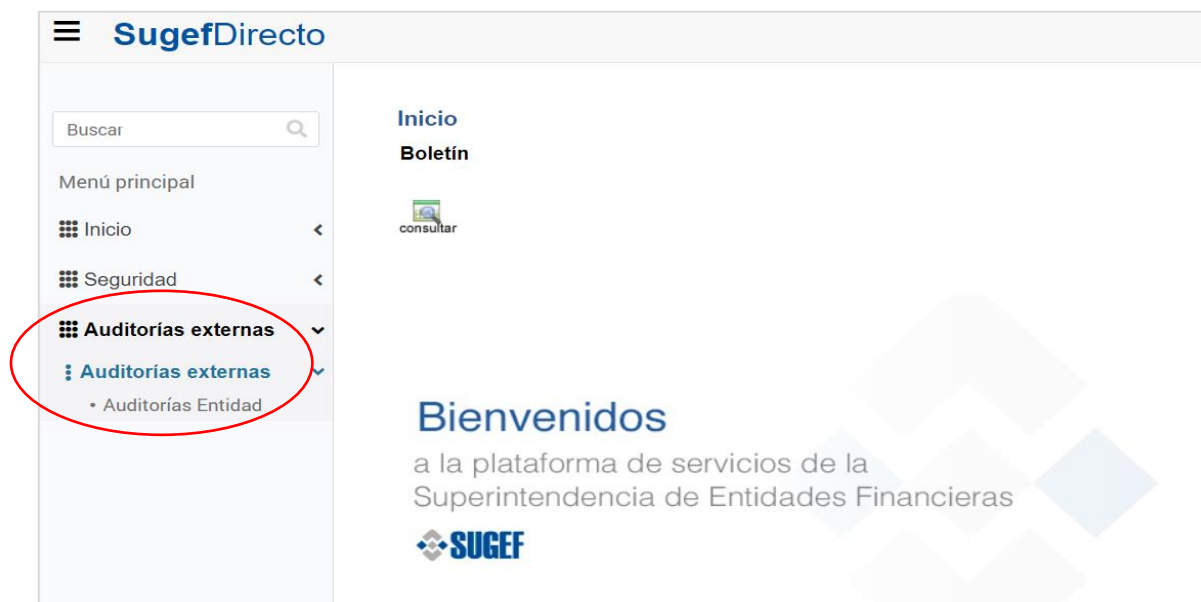 SugefDirecto
Buscar
Menú principal
Inicio
Seguridad
Auditorías externas
Auditorías externas
• Auditorías Entidad
Inicio
Boletín
consultar
Bienvenidos
a la plataforma de servicios de la
Superintendencia de Entidades Financieras
SUGEF